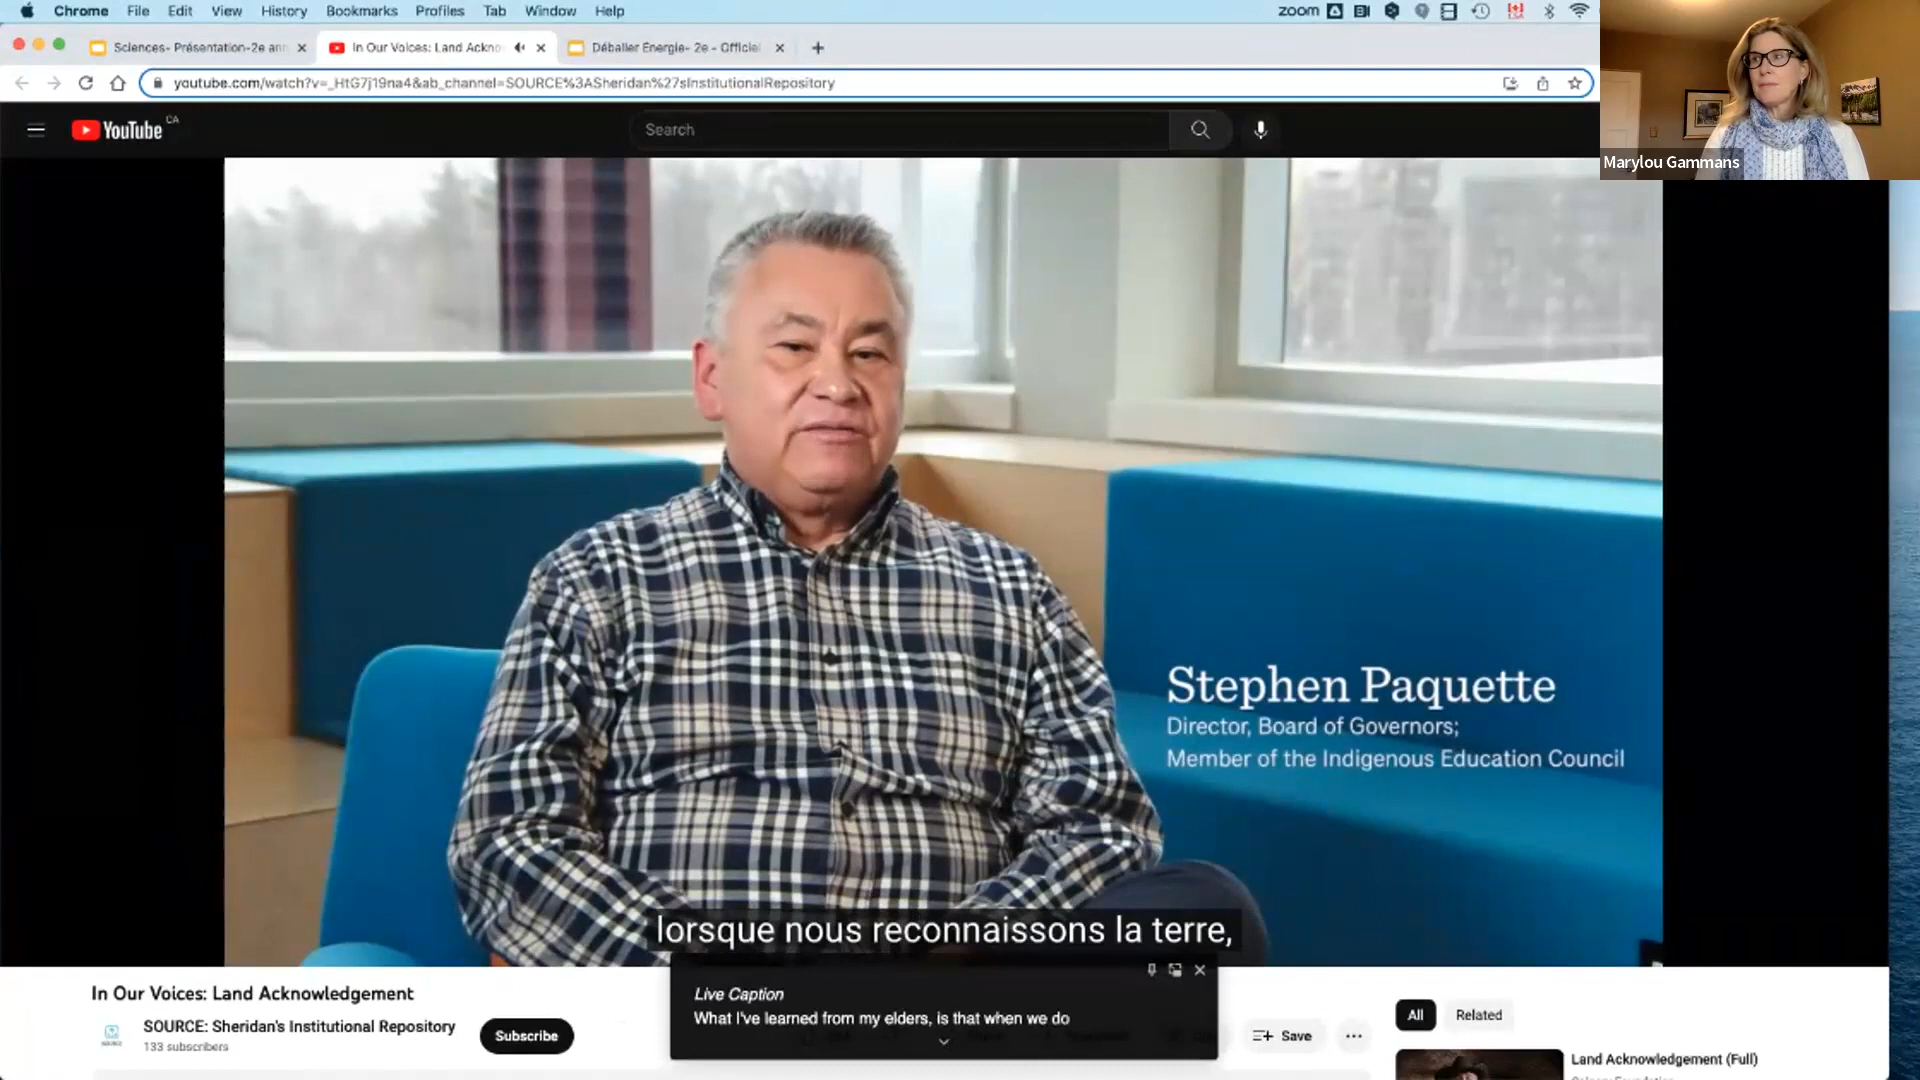 Chrome File Edit View History Bookmarks Profiles Tab Window Help
zoom
Sciences- Présentation-2e ann
In Our Voices: Land Ackno
Déballer Énergie- 2e - Officiel
youtube.com/watch?v=_HtG7j19na4&ab_channel=SOURCE%3ASheridan%27sInstitutionalRepository
YouTube CA
Search
Marylou Gammans
Stephen Paquette
Director, Board of Governors;
Member of the Indigenous Education Council
lorsque nous reconnaissons la terre,
Live Caption
What I've learned from my elders, is that when we do
In Our Voices: Land Acknowledgement
SOURCE: Sheridan's Institutional Repository
133 subscribers
Subscribe
Save
All
Related
Land Acknowledgement (Full)